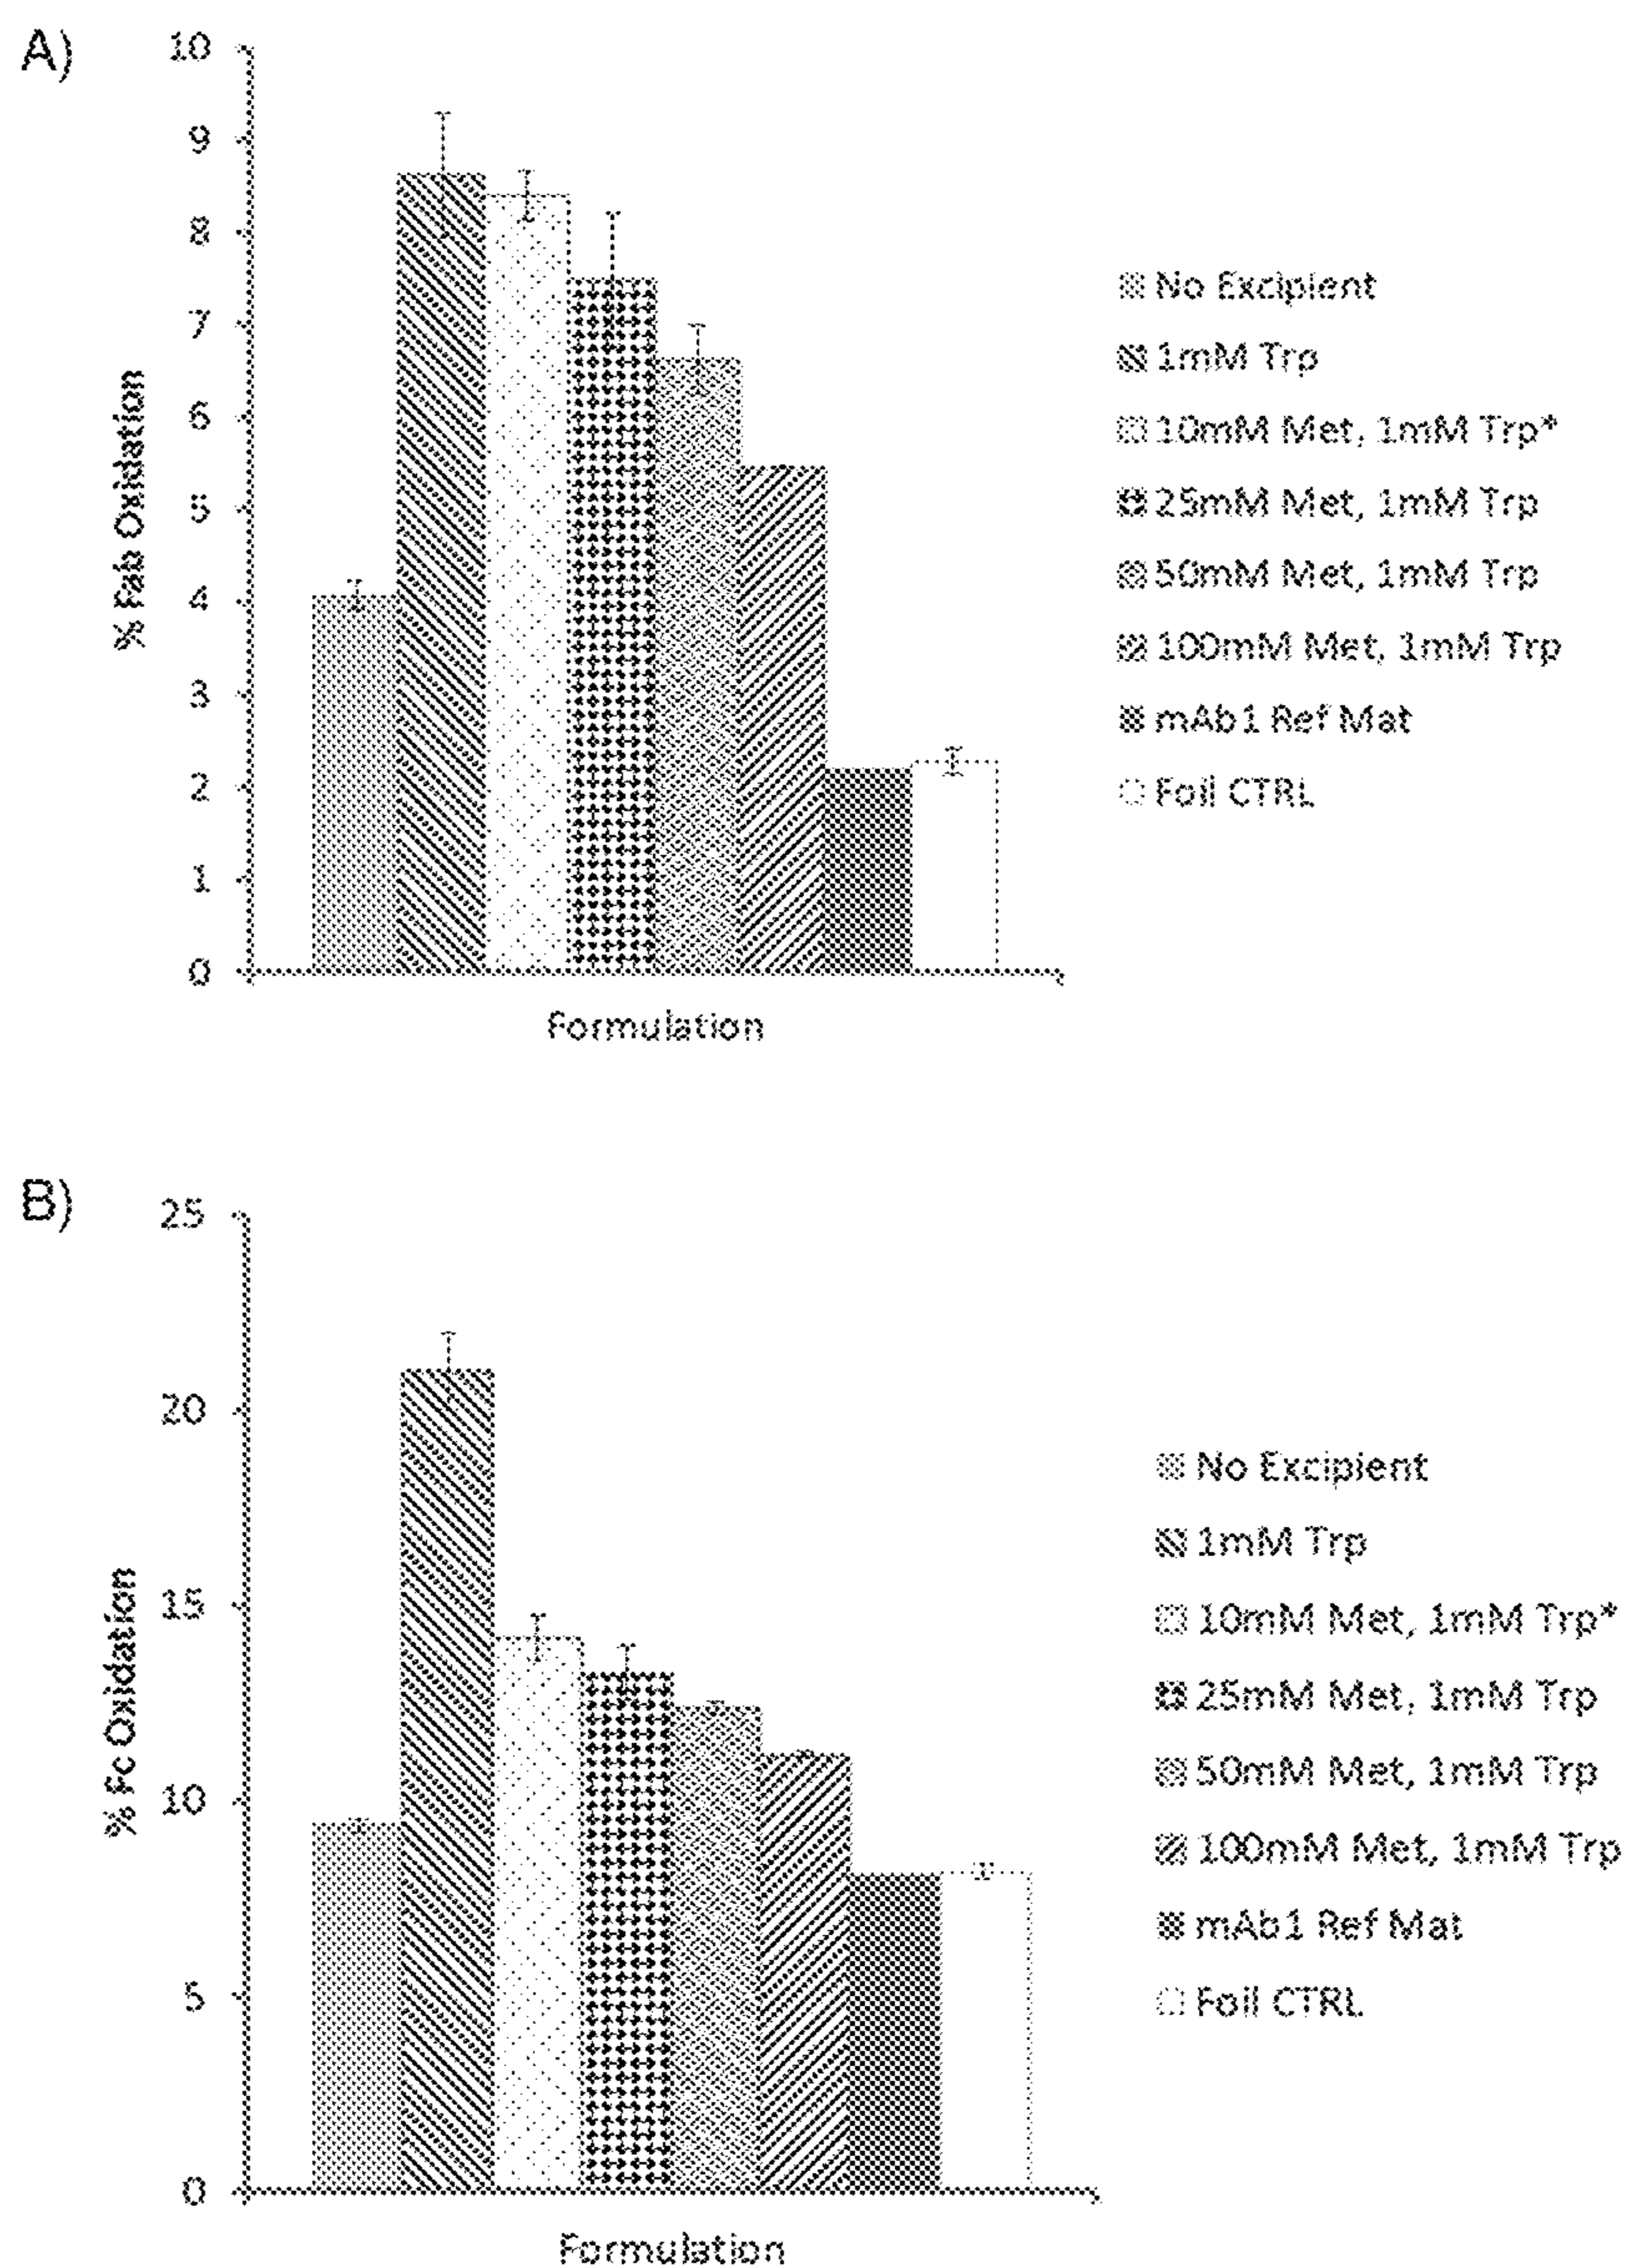 A)
10
9
8
7
6
5
4
3
2
1
0
% Fab Oxidation
Formulation
No Excipient
1mM Trp
10mM Met, 1mM Trp*
25mM Met, 1mM Trp
50mM Met, 1mM Trp
100mM Met, 1mM Trp
mAb1 Ref Mat
Foil CTRL
B)
25
20
15
10
5
0
% Fc Oxidation
Formulation
No Excipient
1mM Trp
10mM Met, 1mM Trp*
25mM Met, 1mM Trp
50mM Met, 1mM Trp
100mM Met, 1mM Trp
mAb1 Ref Mat
Foil CTRL